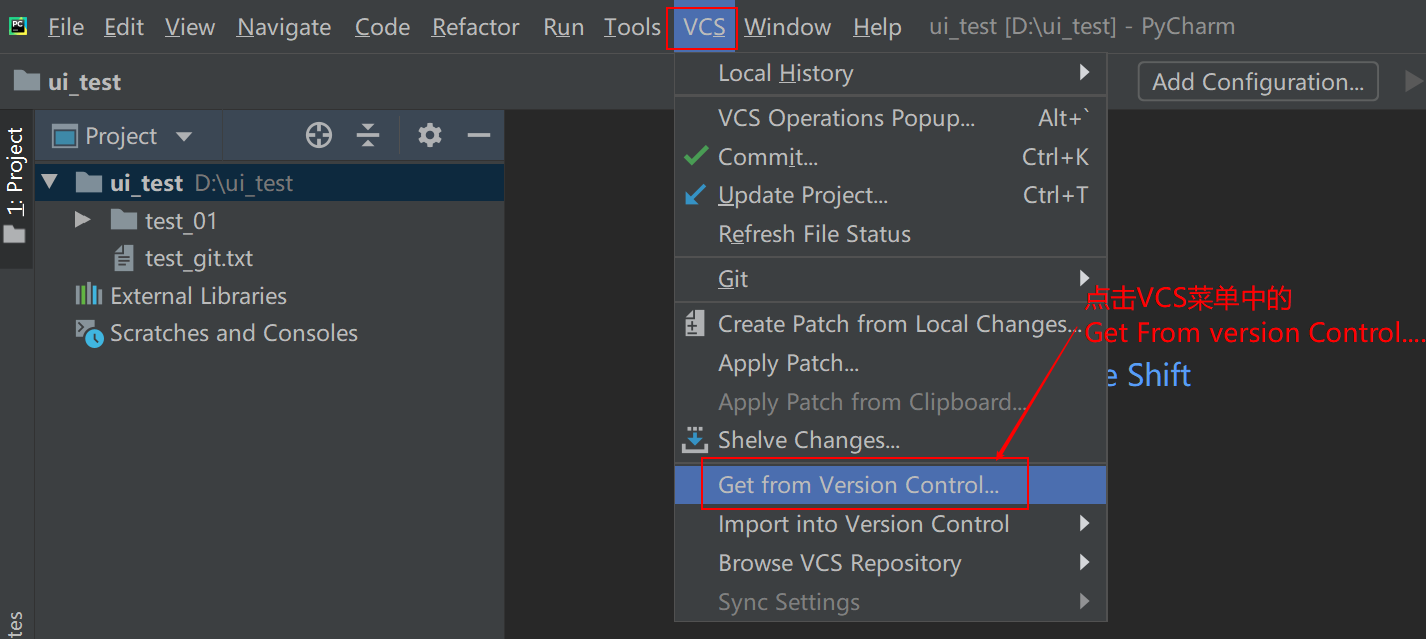 File Edit View Navigate Code Refactor Run Tools VCS Window Help ui_test [D:\ui_test] - PyCharm
ui_test
Add Configuration...
1: Project
Project
ui_test D:\ui_test
test_01
test_git.txt
External Libraries
Scratches and Consoles
Local History
VCS Operations Popup... Alt+`
Commit... Ctrl+K
Update Project... Ctrl+T
Refresh File Status
Git
Create Patch from Local Changes...
Apply Patch...
Apply Patch from Clipboard...
Shelve Changes...
Get from Version Control...
Import into Version Control
Browse VCS Repository
Sync Settings
点击VCS菜单中的
Get From version Control....
e Shift